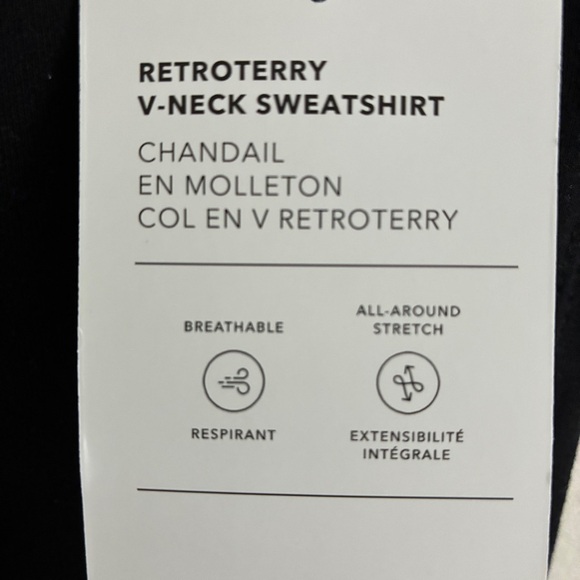 RETROTERRY
V-NECK SWEATSHIRT
CHANDAIL
EN MOLLETON
COL EN V RETROTERRY
BREATHABLE
RESPIRANT
ALL-AROUND
STRETCH
EXTENSIBILITÉ
INTÉGRALE